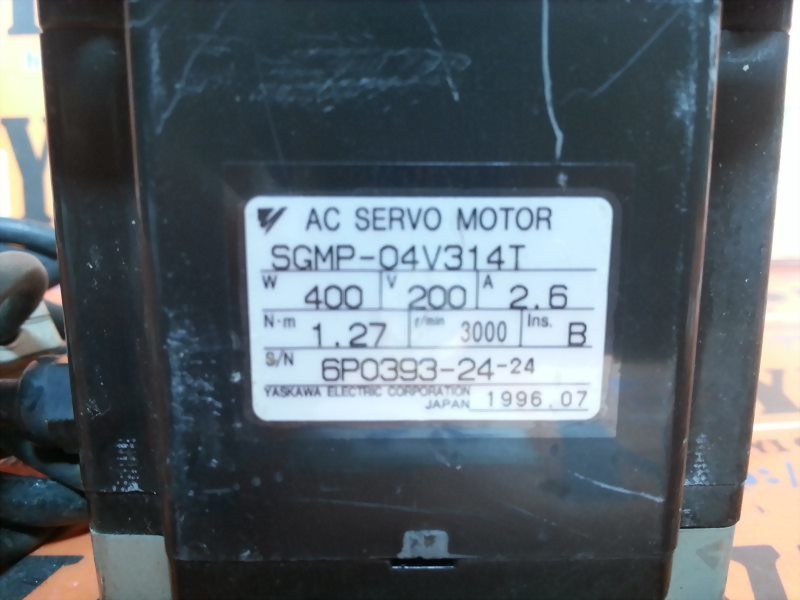 AC SERVO MOTOR
SGMP-04V314T
W 400 V 200 A 2.6
N·m 1.27 r/min 3000 Ins. B
S/N 6P0393-24-24
YASKAWA ELECTRIC CORPORATION
JAPAN 1996.07